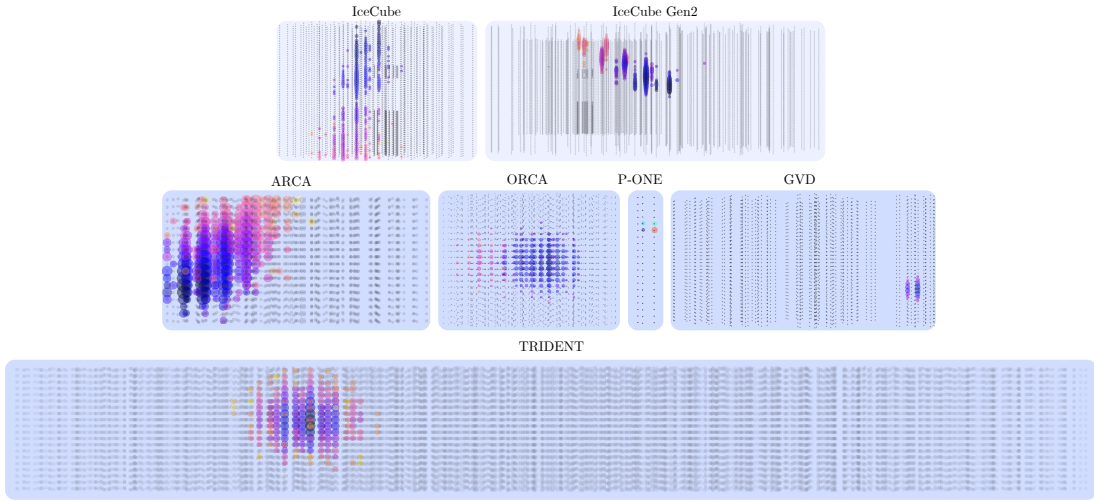 IceCube
IceCube Gen2
ARCA
ORCA
P-ONE
GVD
TRIDENT